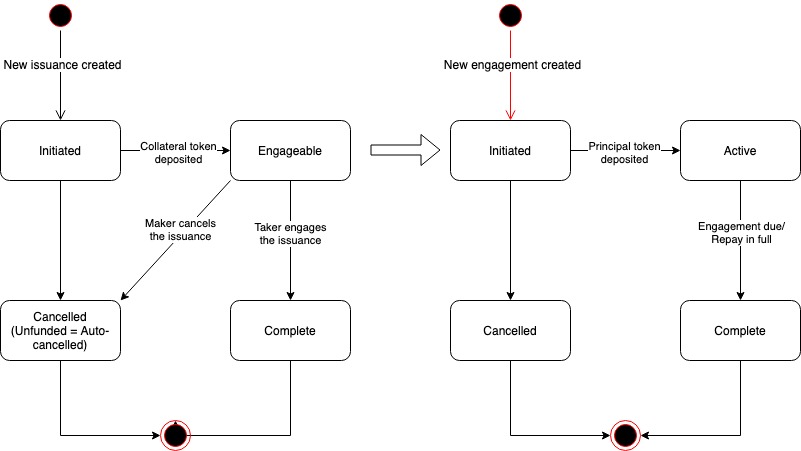 New issuance created
New engagement created
Initiated
Collateral token
deposited
Engageable
Initiated
Principal token
deposited
Active
Maker cancels
the issuance
Taker engages
the issuance
Engagement due/
Repay in full
Cancelled
(Unfunded = Auto-
cancelled)
Complete
Cancelled
Complete